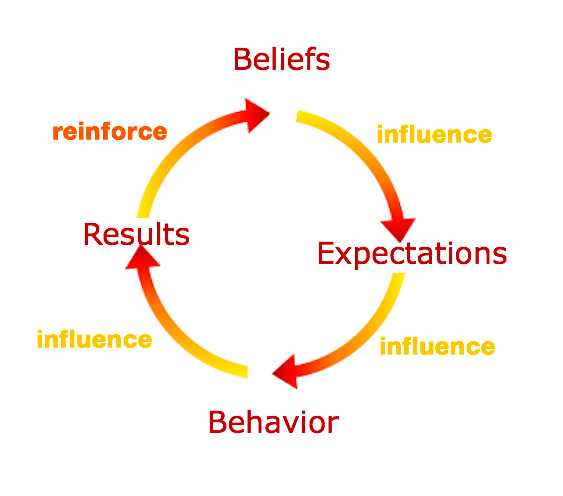 Beliefs
reinforce
influence
Results
Expectations
influence
influence
Behavior